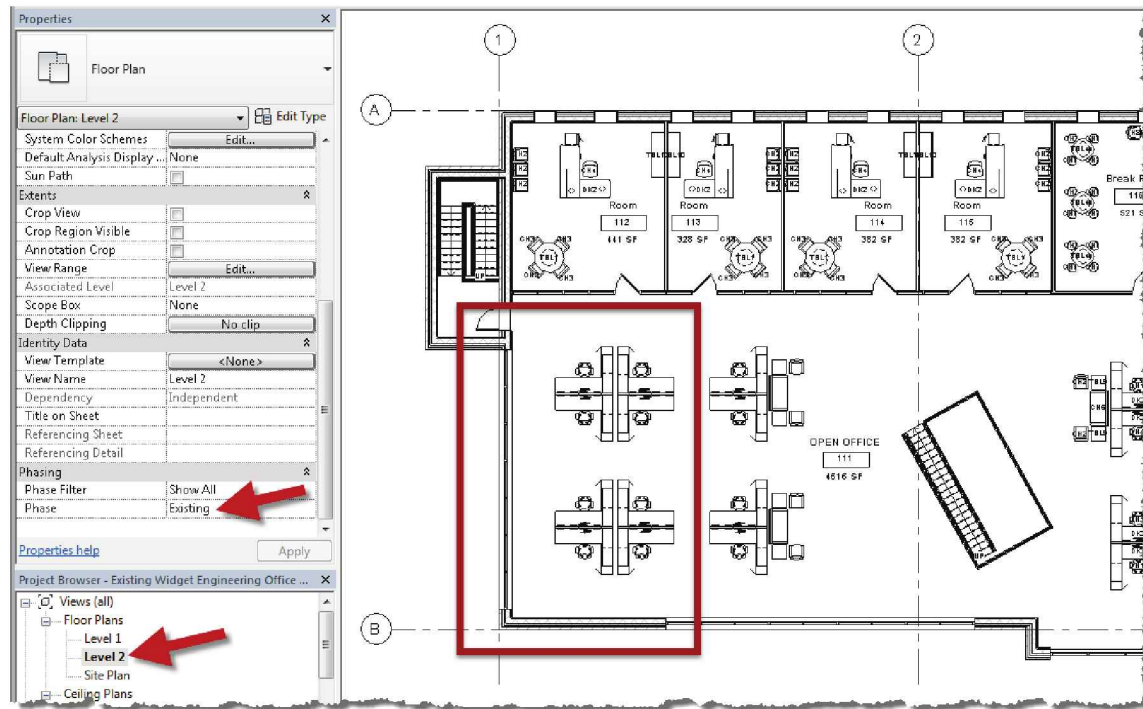 Properties
Floor Plan
Floor Plan: Level 2
Edit Type
System Color Schemes Edit...
Default Analysis Display ... None
Sun Path
Extents
Crop View
Crop Region Visible
Annotation Crop
View Range Edit...
Associated Level Level 2
Scope Box None
Depth Clipping No clip
Identity Data
View Template <None>
View Name Level 2
Dependency Independent
Title on Sheet
Referencing Sheet
Referencing Detail
Phasing
Phase Filter Show All
Phase Existing
Properties help Apply
Project Browser - Existing Widget Engineering Office ...
Views (all)
Floor Plans
Level 1
Level 2
Site Plan
Ceiling Plans
1 2
A
B
Room
112
441 SF
Room
113
328 SF
Room
114
382 SF
Room
115
382 SF
Break
521
UP
OPEN OFFICE
111
4516 SF
UP